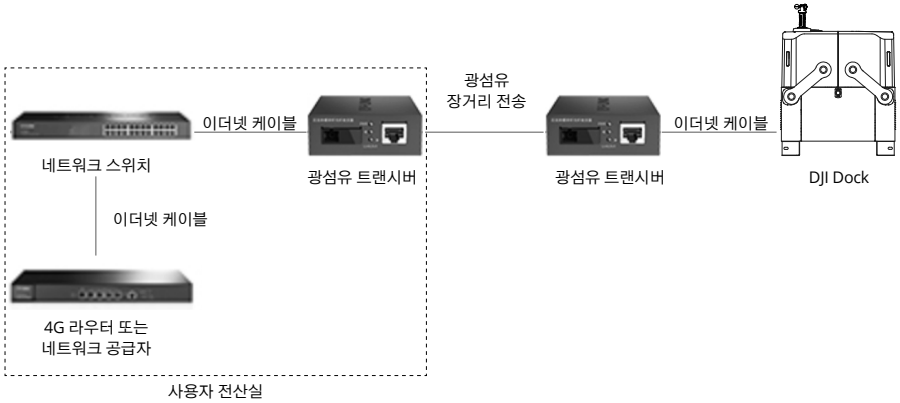 광섬유
장거리 전송
이더넷 케이블
이더넷 케이블
네트워크 스위치
광섬유 트랜시버
광섬유 트랜시버
DJI Dock
이더넷 케이블
4G 라우터 또는
네트워크 공급자
사용자 전산실